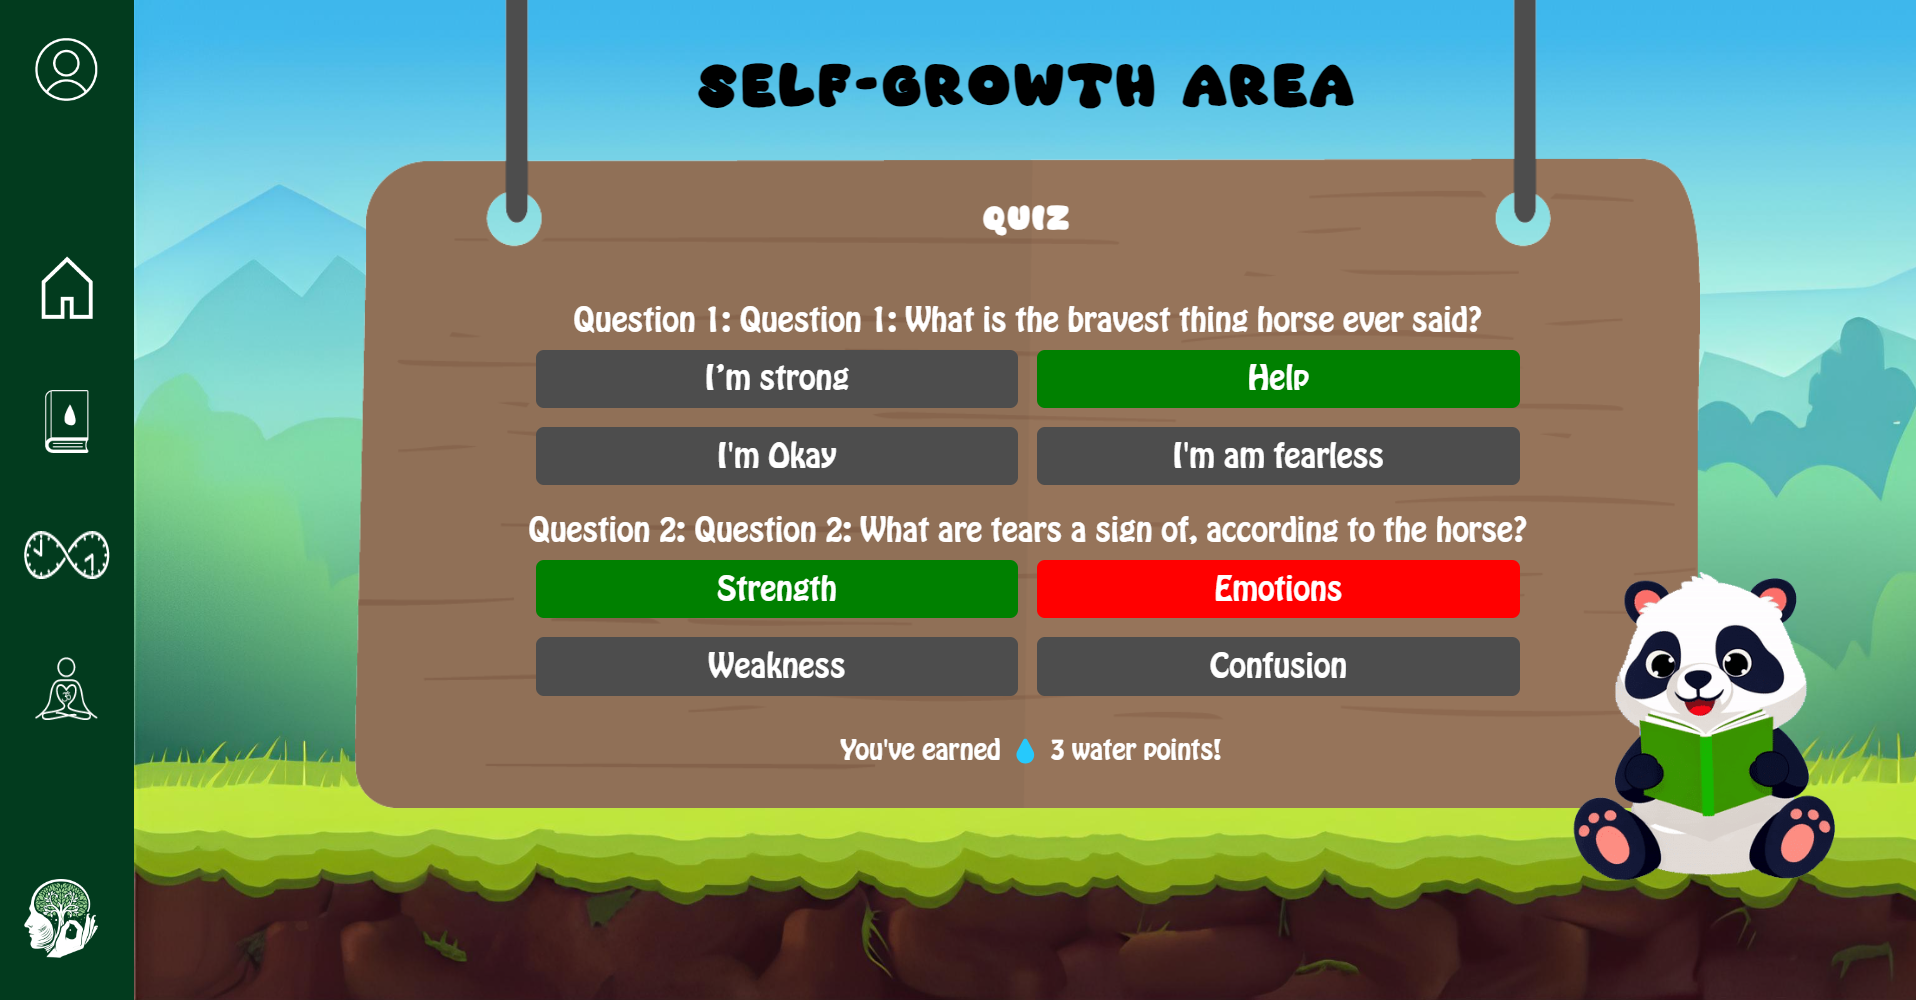 SELF-GROWTH AREA
QUIZ
Question 1: Question 1: What is the bravest thing horse ever said?
I’m strong
Help
I'm Okay
I'm am fearless
Question 2: Question 2: What are tears a sign of, according to the horse?
Strength
Emotions
Weakness
Confusion
You've earned 3 water points!